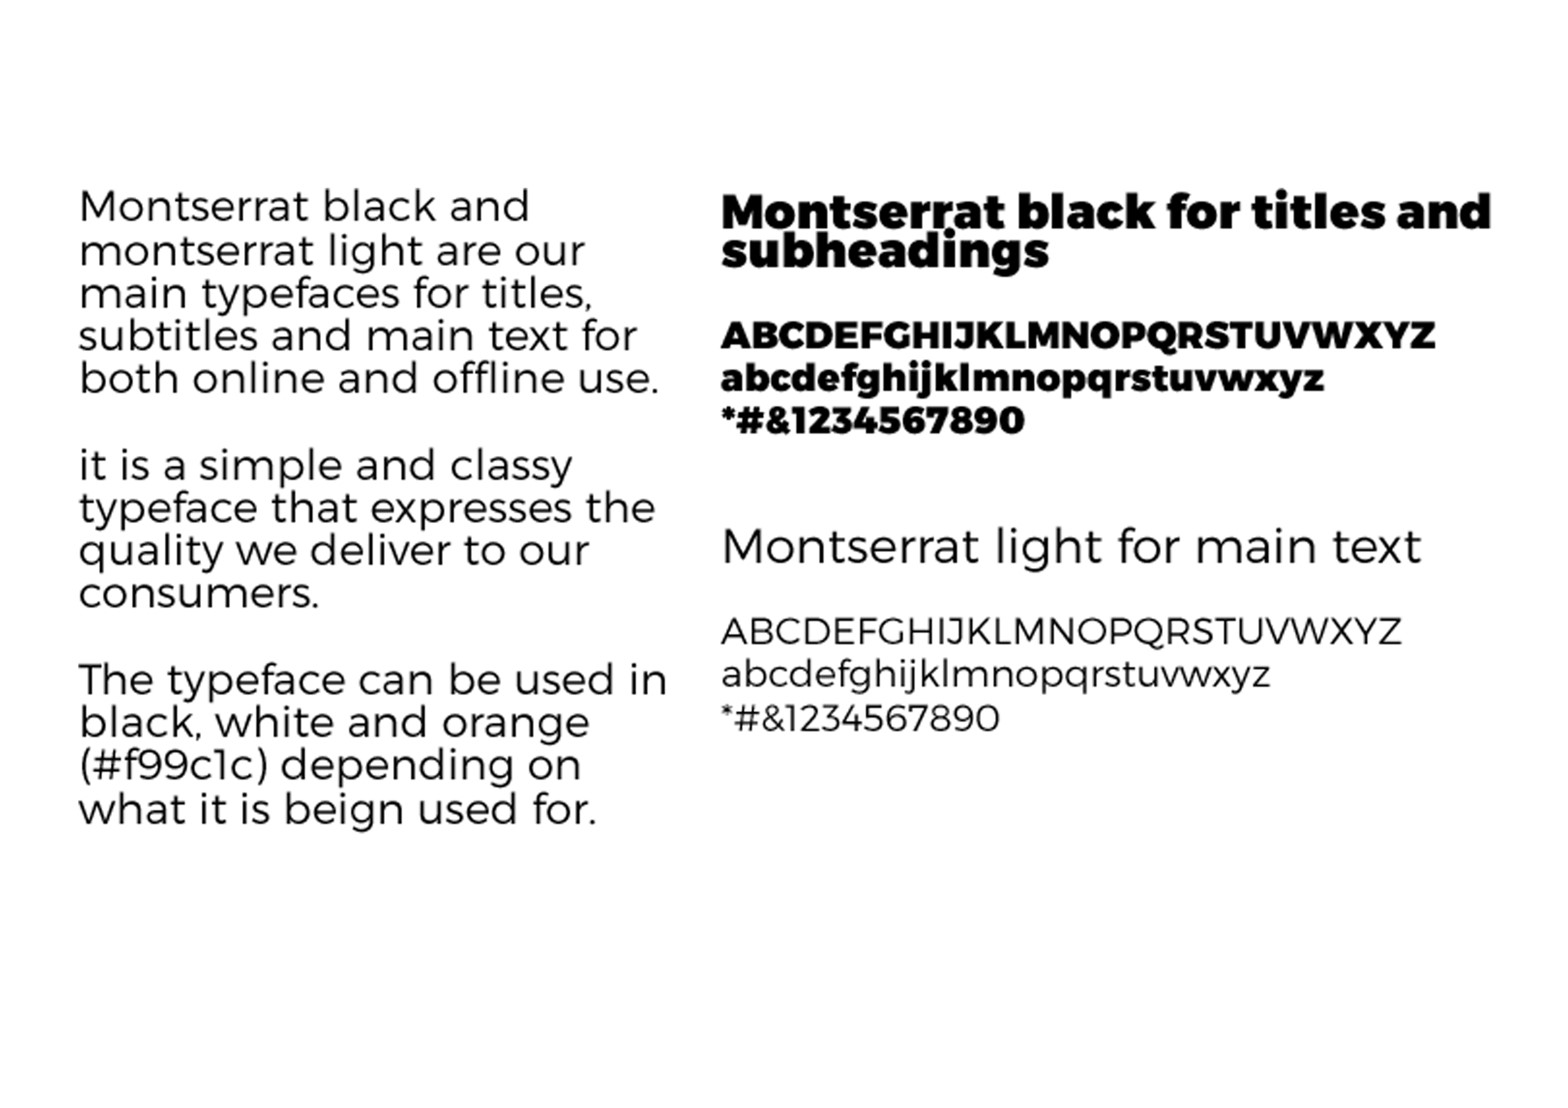 Montserrat black and
montserrat light are our
main typefaces for titles,
subtitles and main text for
both online and offline use.
it is a simple and classy
typeface that expresses the
quality we deliver to our
consumers.
The typeface can be used in
black, white and orange
(#f99c1c) depending on
what it is beign used for.
Montserrat black for titles and
subheadings
ABCDEFGHIJKLMNOPQRSTUVWXYZ
abcdefghijklmnopqrstuvwxyz
*#&1234567890
Montserrat light for main text
ABCDEFGHIJKLMNOPQRSTUVWXYZ
abcdefghijklmnopqrstuvwxyz
*#&1234567890